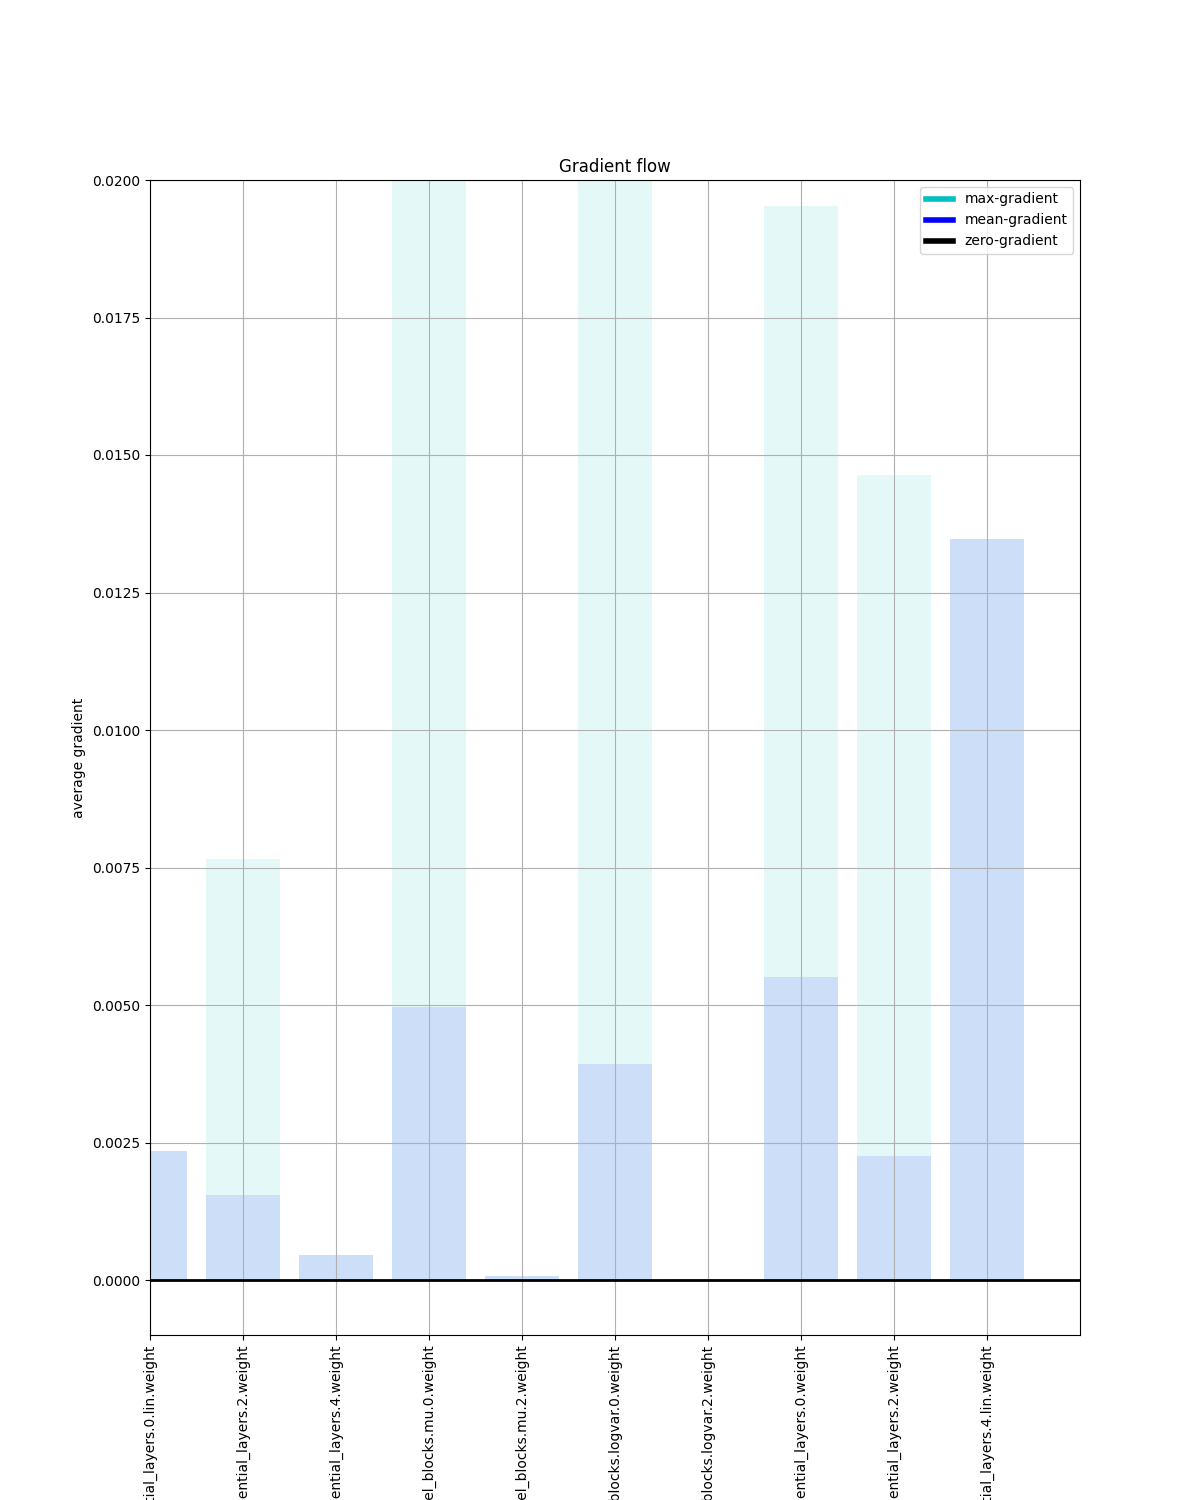 Gradient flow
max-gradient
mean-gradient
zero-gradient
0.0200
0.0175
0.0150
0.0125
0.0100
0.0075
0.0050
0.0025
0.0000
average gradient
tial_layers.0.lin.weight
ential_layers.2.weight
ential_layers.4.weight
el_blocks.mu.0.weight
el_blocks.mu.2.weight
blocks.logvar.0.weight
blocks.logvar.2.weight
ential_layers.0.weight
ential_layers.2.weight
tial_layers.4.lin.weight